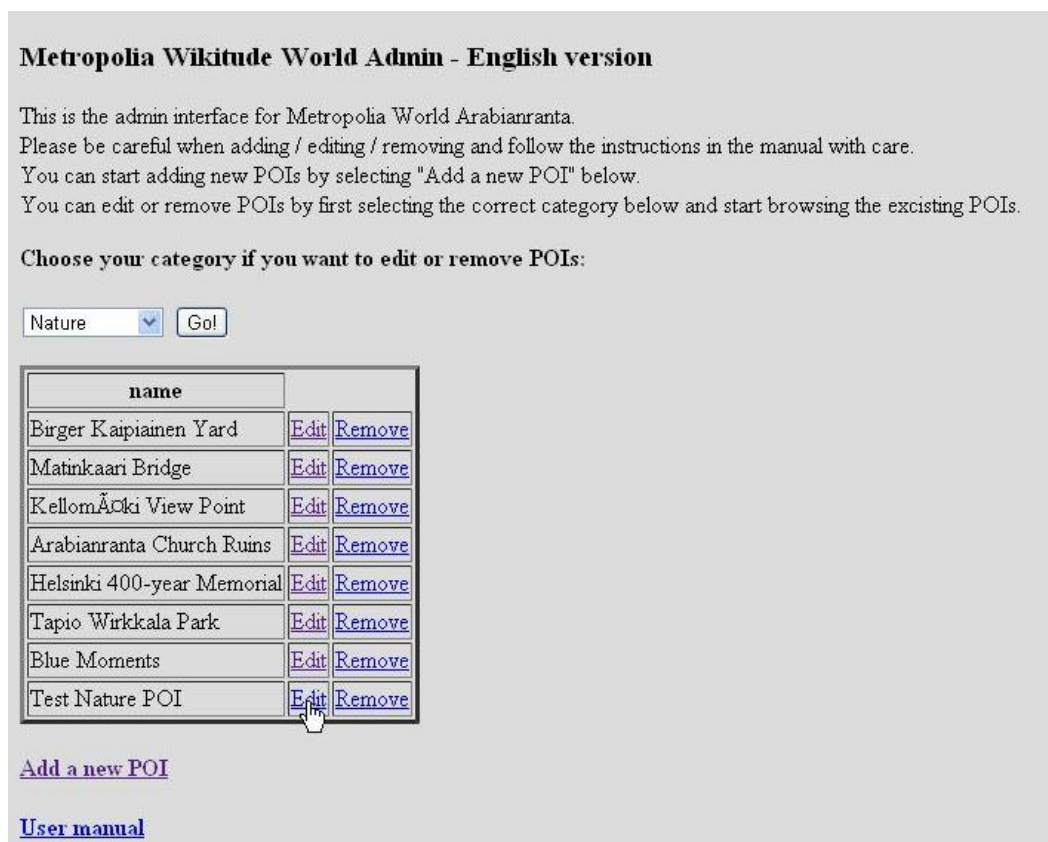 Metropolia Wikitude World Admin - English version
This is the admin interface for Metropolia World Arabianranta.
Please be careful when adding / editing / removing and follow the instructions in the manual with care.
You can start adding new POIs by selecting "Add a new POI" below.
You can edit or remove POIs by first selecting the correct category below and start browsing the excisting POIs.
Choose your category if you want to edit or remove POIs:
Nature Go!
name
Birger Kaipiainen Yard Edit Remove
Matinkaari Bridge Edit Remove
KellomÃ¤ki View Point Edit Remove
Arabianranta Church Ruins Edit Remove
Helsinki 400-year Memorial Edit Remove
Tapio Wirkkala Park Edit Remove
Blue Moments Edit Remove
Test Nature POI Edit Remove
Add a new POI
User manual